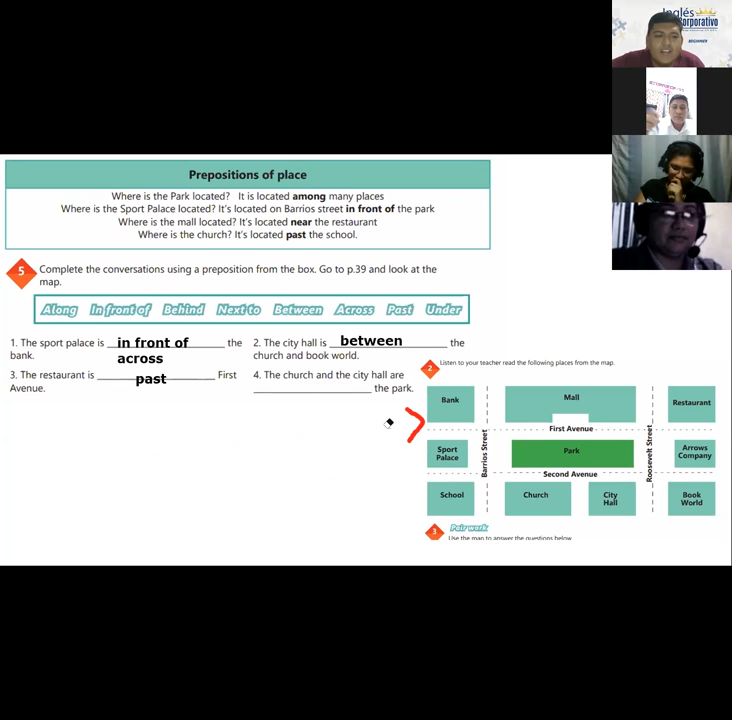 Inglés
Corporativo
BEGINNER
Prepositions of place
Where is the Park located? It is located among many places
Where is the Sport Palace located? It's located on Barrios street in front of the park
Where is the mall located? It's located near the restaurant
Where is the church? It's located past the school.
5 Complete the conversations using a preposition from the box. Go to p.39 and look at the
map.
Along In front of Behind Next to Between Across Past Under
1. The sport palace is in front of the
bank. across
2. The city hall is between the
church and book world.
3. The restaurant is past First
Avenue.
4. The church and the city hall are
the park.
2 Listen to your teacher read the following places from the map.
Bank
Mall
Restaurant
First Avenue
Sport
Palace
Barrios Street
Park
Roosevelt Street
Arrows
Company
Second Avenue
School
Church
City
Hall
Book
World
3 Pair work
Use the map to answer the questions below